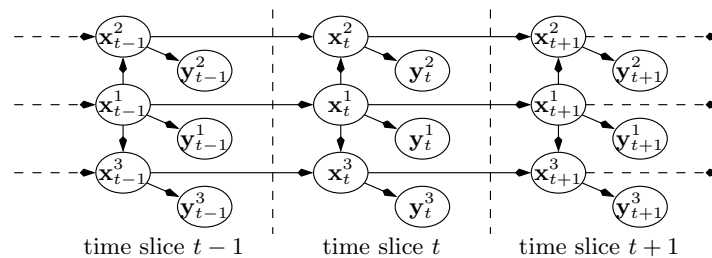 x²ₜ₋₁ x²ₜ x²ₜ₊₁
y²ₜ₋₁ y²ₜ y²ₜ₊₁
x¹ₜ₋₁ x¹ₜ x¹ₜ₊₁
y¹ₜ₋₁ y¹ₜ y¹ₜ₊₁
x³ₜ₋₁ x³ₜ x³ₜ₊₁
y³ₜ₋₁ y³ₜ y³ₜ₊₁
time slice t − 1 time slice t time slice t + 1